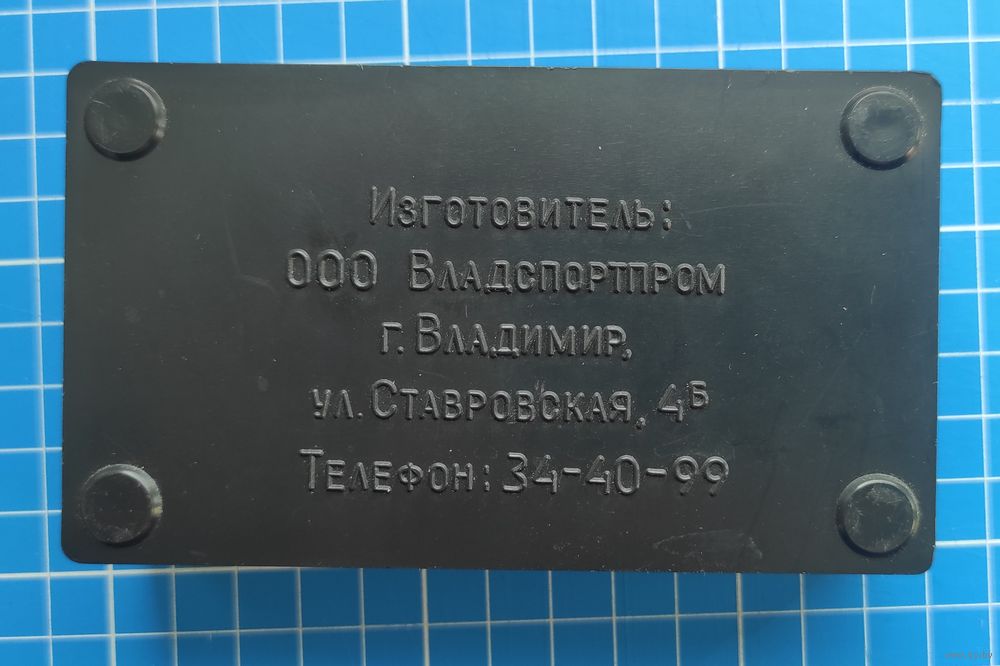 Изготовитель:
ООО Владспортпром
г. Владимир,
ул. Ставровская, 4Б
Телефон: 34-40-99